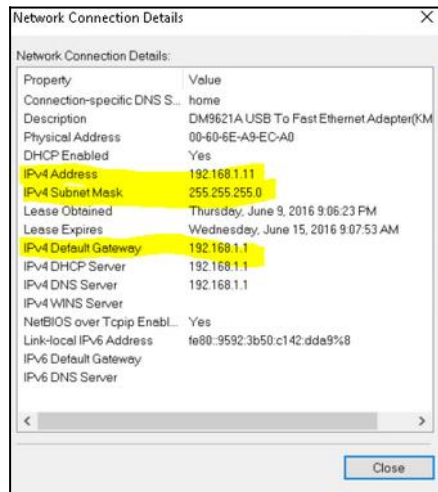 Network Connection Details
Network Connection Details:
Property Value
Connection-specific DNS S... home
Description DM9621A USB To Fast Ethernet Adapter(KM
Physical Address 00-60-6E-A9-EC-A0
DHCP Enabled Yes
IPv4 Address 192.168.1.11
IPv4 Subnet Mask 255.255.255.0
Lease Obtained Thursday, June 9, 2016 9:06:23 PM
Lease Expires Wednesday, June 15, 2016 9:07:53 AM
IPv4 Default Gateway 192.168.1.1
IPv4 DHCP Server 192.168.1.1
IPv4 DNS Server 192.168.1.1
IPv4 WINS Server
NetBIOS over Tcpip Enabl... Yes
Link-local IPv6 Address fe80::9592:3b50:c142:dda9%8
IPv6 Default Gateway
IPv6 DNS Server
Close